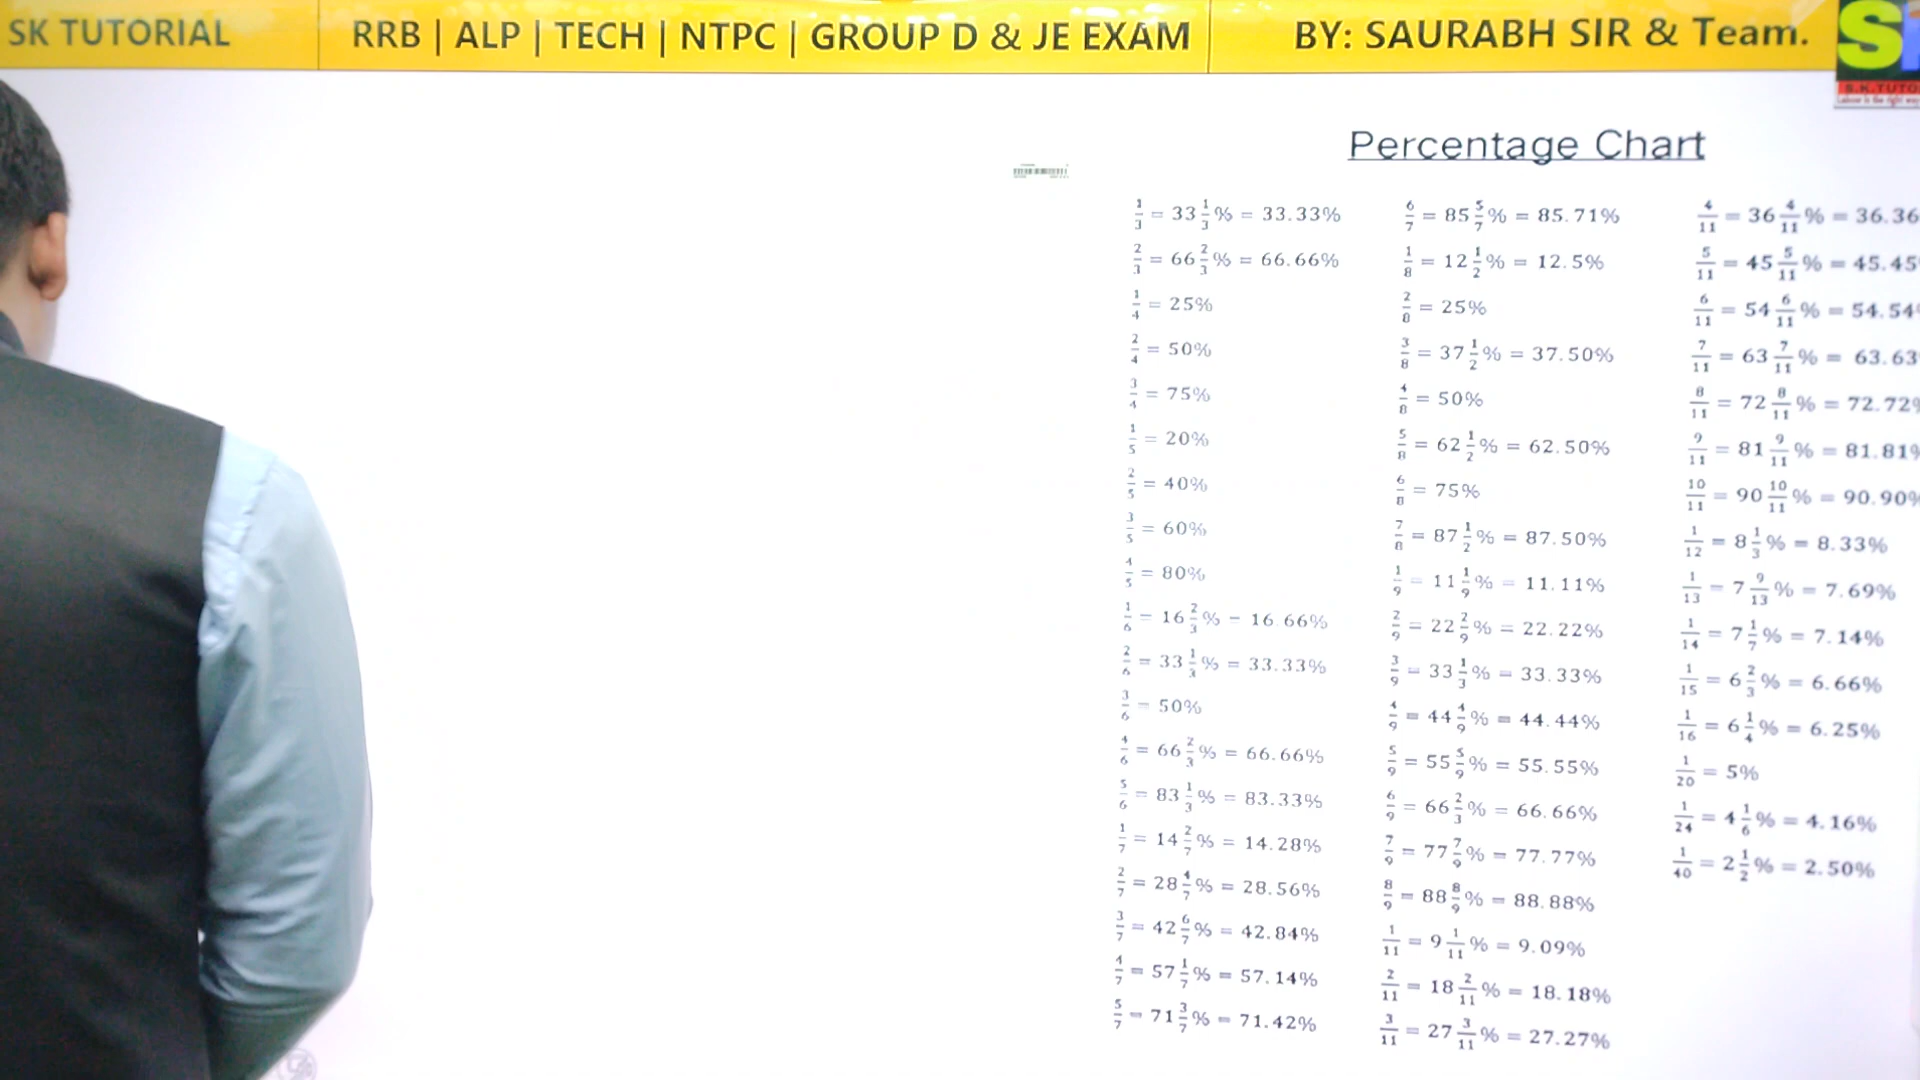 SK TUTORIAL
RRB | ALP | TECH | NTPC | GROUP D & JE EXAM
BY: SAURABH SIR & Team.
S.K.TUTO
Percentage Chart
1/3 = 33 1/3% = 33.33%
2/3 = 66 2/3% = 66.66%
1/4 = 25%
2/4 = 50%
3/4 = 75%
1/5 = 20%
2/5 = 40%
3/5 = 60%
4/5 = 80%
1/6 = 16 2/3% = 16.66%
2/6 = 33 1/3% = 33.33%
3/6 = 50%
4/6 = 66 2/3% = 66.66%
5/6 = 83 1/3% = 83.33%
1/7 = 14 2/7% = 14.28%
2/7 = 28 4/7% = 28.56%
3/7 = 42 6/7% = 42.84%
4/7 = 57 1/7% = 57.14%
5/7 = 71 3/7% = 71.42%
6/7 = 85 5/7% = 85.71%
1/8 = 12 1/2% = 12.5%
2/8 = 25%
3/8 = 37 1/2% = 37.50%
4/8 = 50%
5/8 = 62 1/2% = 62.50%
6/8 = 75%
7/8 = 87 1/2% = 87.50%
1/9 = 11 1/9% = 11.11%
2/9 = 22 2/9% = 22.22%
3/9 = 33 1/3% = 33.33%
4/9 = 44 4/9% = 44.44%
5/9 = 55 5/9% = 55.55%
6/9 = 66 2/3% = 66.66%
7/9 = 77 7/9% = 77.77%
8/9 = 88 8/9% = 88.88%
1/11 = 9 1/11% = 9.09%
2/11 = 18 2/11% = 18.18%
3/11 = 27 3/11% = 27.27%
4/11 = 36 4/11% = 36.36
5/11 = 45 5/11% = 45.45
6/11 = 54 6/11% = 54.54
7/11 = 63 7/11% = 63.63
8/11 = 72 8/11% = 72.72%
9/11 = 81 9/11% = 81.81%
10/11 = 90 10/11% = 90.90%
1/12 = 8 1/3% = 8.33%
1/13 = 7 9/13% = 7.69%
1/14 = 7 1/7% = 7.14%
1/15 = 6 2/3% = 6.66%
1/16 = 6 1/4% = 6.25%
1/20 = 5%
1/24 = 4 1/6% = 4.16%
1/40 = 2 1/2% = 2.50%